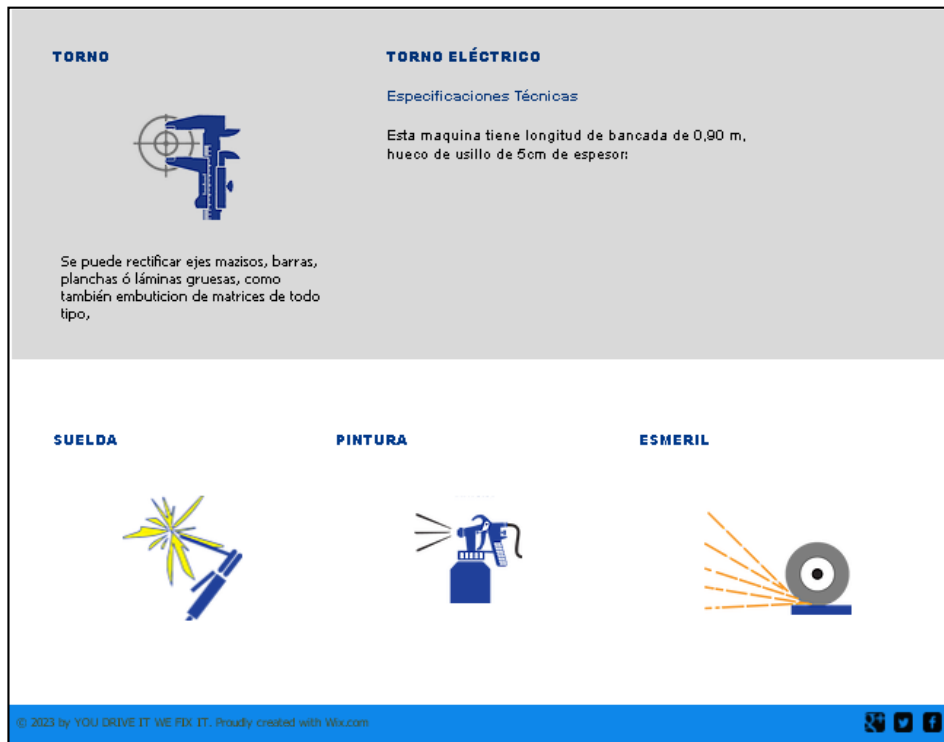 TORNO
Se puede rectificar ejes mazisos, barras,
planchas ó láminas gruesas, como
también embuticion de matrices de todo
tipo,
TORNO ELÉCTRICO
Especificaciones Técnicas
Esta maquina tiene longitud de bancada de 0,90 m,
hueco de usillo de 5cm de espesor:
SUELDA
PINTURA
ESMERIL
© 2023 by YOU DRIVE IT WE FIX IT. Proudly created with Wix.com